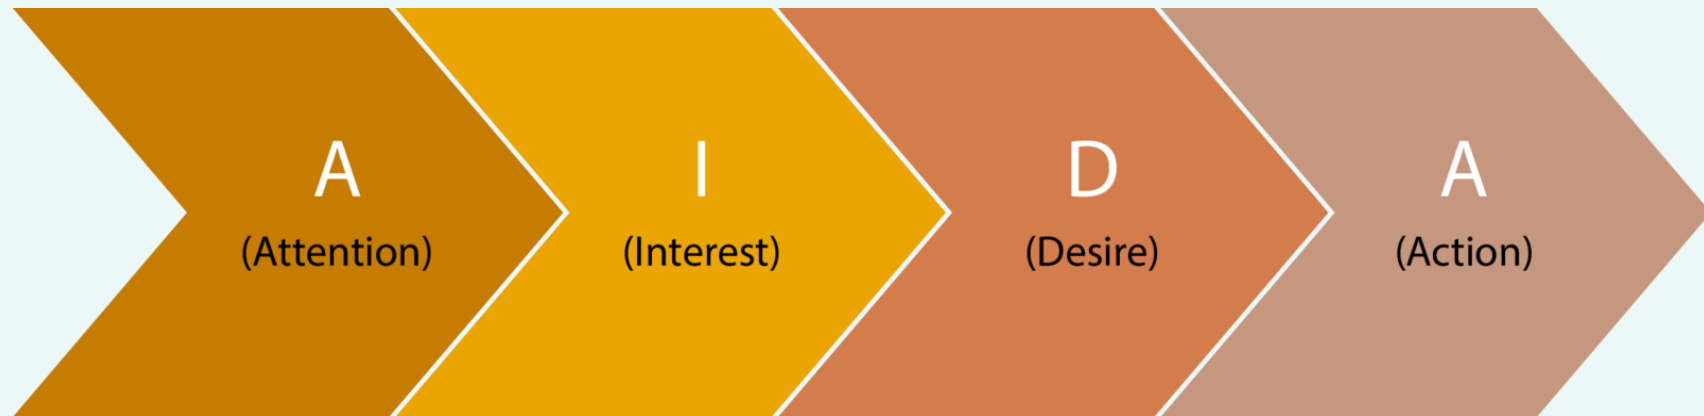 A
(Attention)
I
(Interest)
D
(Desire)
A
(Action)